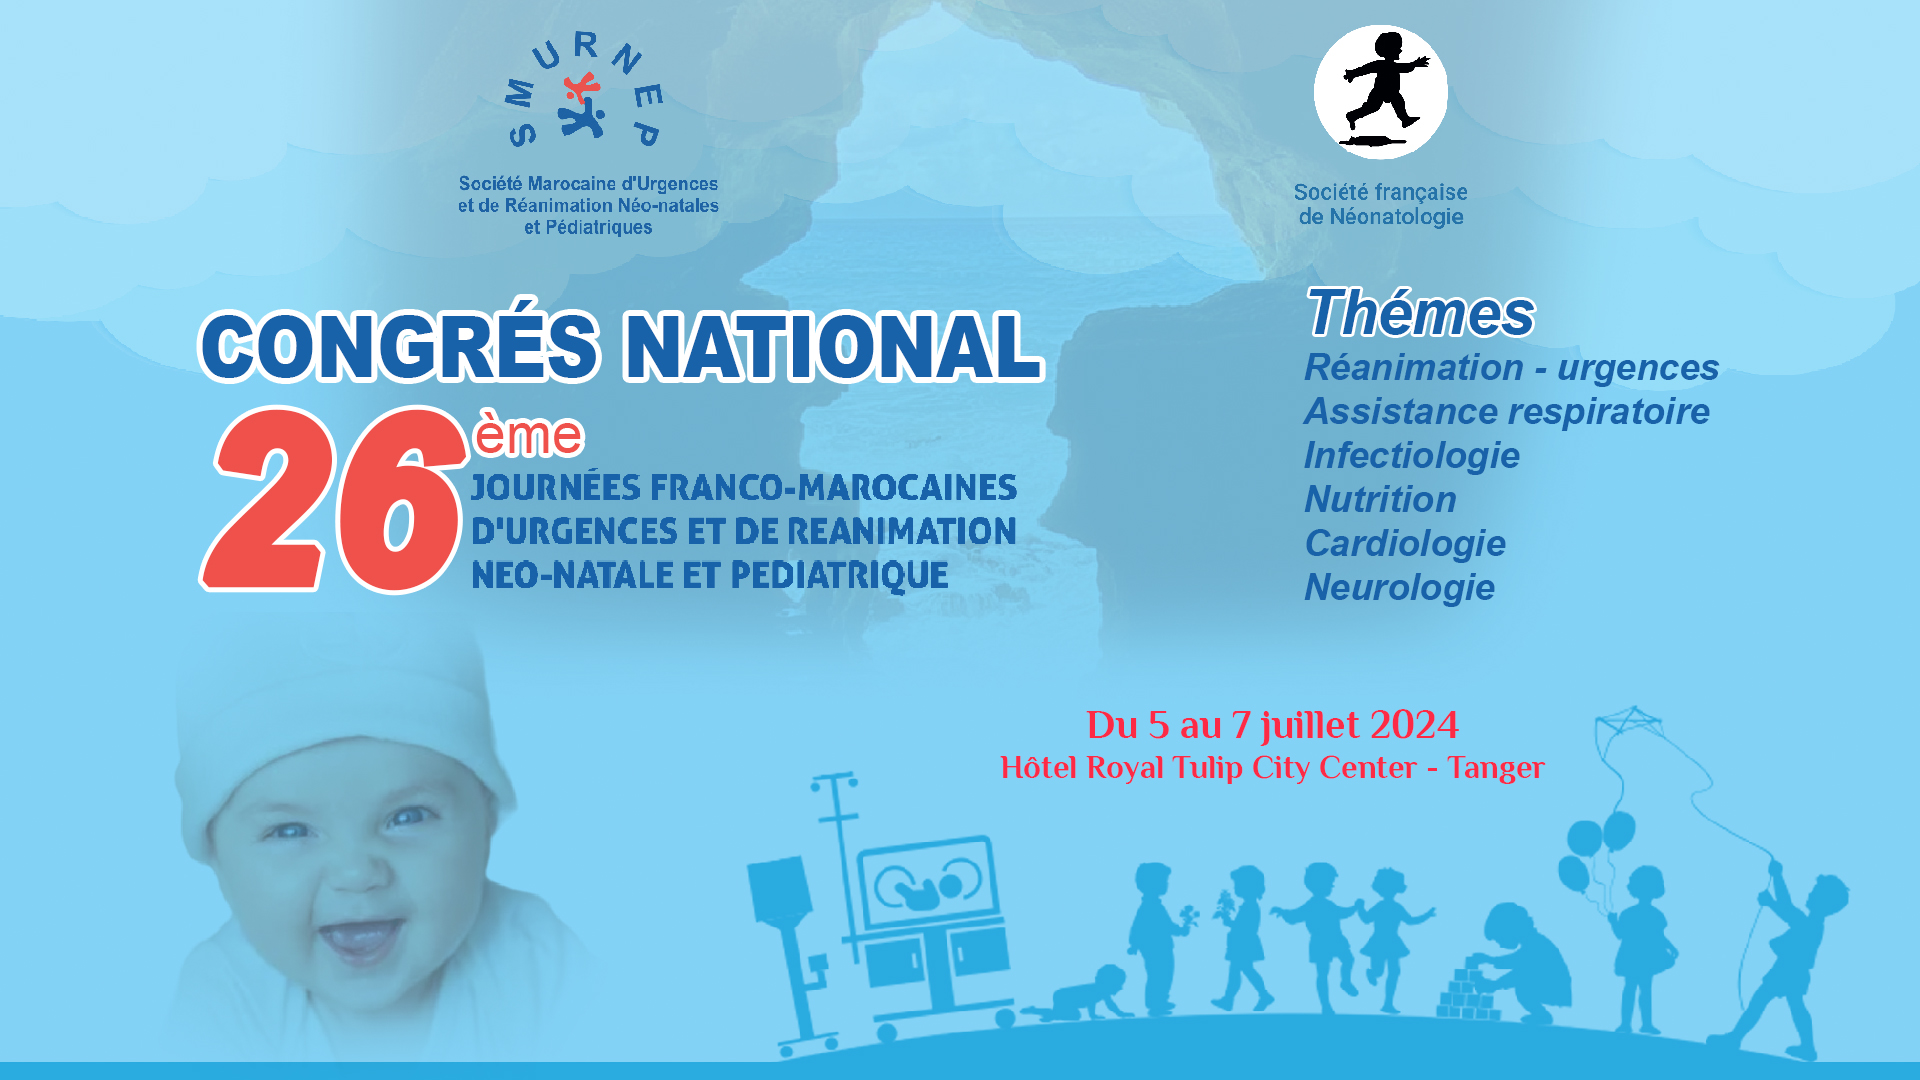 SMURNEP
Société Marocaine d'Urgences
et de Réanimation Néo-natales
et Pédiatriques
Société française
de Néonatologie
CONGRÉS NATIONAL
26ème
JOURNÉES FRANCO-MAROCAINES
D'URGENCES ET DE REANIMATION
NEO-NATALE ET PEDIATRIQUE
Thémes
Réanimation - urgences
Assistance respiratoire
Infectiologie
Nutrition
Cardiologie
Neurologie
Du 5 au 7 juillet 2024
Hôtel Royal Tulip City Center - Tanger